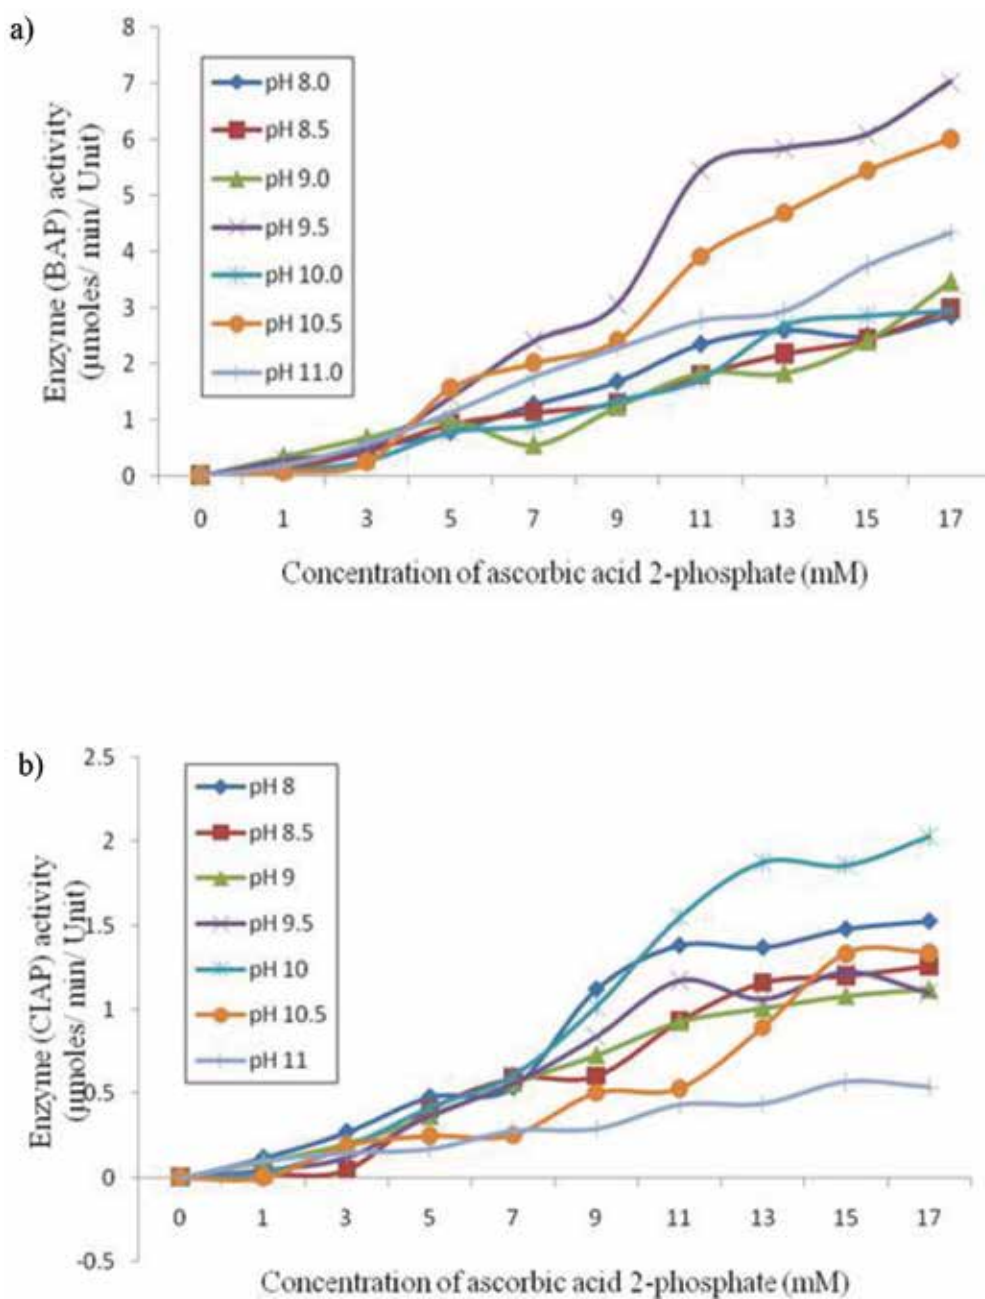 a)
8
7
6
5
4
3
2
1
0
Enzyme (BAP) activity
(µmoles/ min/ Unit)
pH 8.0
pH 8.5
pH 9.0
pH 9.5
pH 10.0
pH 10.5
pH 11.0
0 1 3 5 7 9 11 13 15 17
Concentration of ascorbic acid 2-phosphate (mM)
b)
2.5
2
1.5
1
0.5
0
-0.5
Enzyme (CIAP) activity
(µmoles/ min/ Unit)
pH 8
pH 8.5
pH 9
pH 9.5
pH 10
pH 10.5
pH 11
0 1 3 5 7 9 11 13 15 17
Concentration of ascorbic acid 2-phosphate (mM)